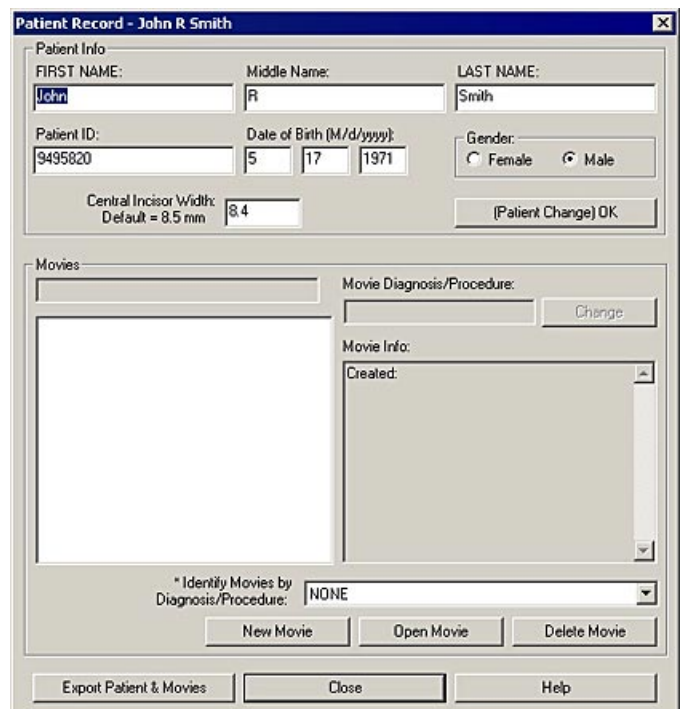 Patient Record - John R Smith
Patient Info
FIRST NAME: Middle Name: LAST NAME:
John R Smith
Patient ID: Date of Birth (M/d/yyyy): Gender:
9495820 5 17 1971 Female Male
Central Incisor Width:
Default = 8.5 mm
8.4
(Patient Change) OK
Movies
Movie Diagnosis/Procedure:
Change
Movie Info:
Created:
* Identify Movies by
Diagnosis/Procedure:
NONE
New Movie Open Movie Delete Movie
Export Patient & Movies Close Help